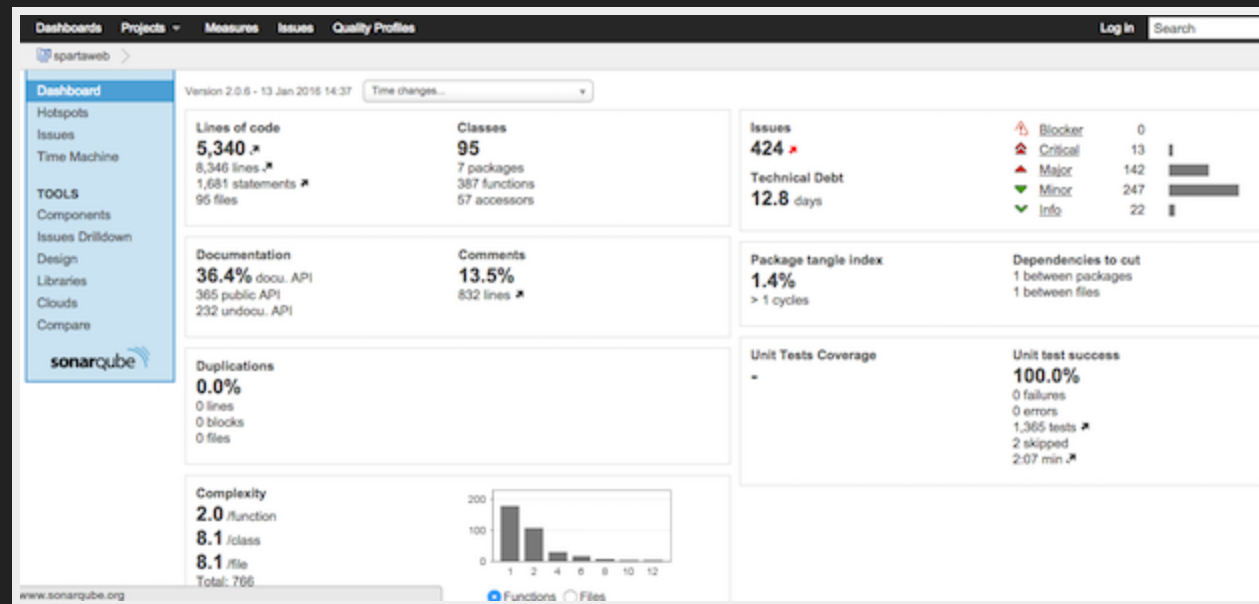 Dashboards Projects Measures Issues Quality Profiles Log in Search
spartaweb
Dashboard
Hotspots
Issues
Time Machine
TOOLS
Components
Issues Drilldown
Design
Libraries
Clouds
Compare
sonarqube
Version 2.0.6 - 13 Jan 2016 14:37 Time changes...
Lines of code
5,340
8,346 lines
1,681 statements
95 files
Classes
95
7 packages
387 functions
57 accessors
Documentation
36.4% docu. API
365 public API
232 undocu. API
Comments
13.5%
832 lines
Duplications
0.0%
0 lines
0 blocks
0 files
Complexity
2.0 /function
8.1 /class
8.1 /file
Total: 766
200
100
0
1 2 4 6 8 10 12
Functions Files
Issues
424
Technical Debt
12.8 days
Blocker 0
Critical 13
Major 142
Minor 247
Info 22
Package tangle index
1.4%
> 1 cycles
Dependencies to cut
1 between packages
1 between files
Unit Tests Coverage
-
Unit test success
100.0%
0 failures
0 errors
1,365 tests
2 skipped
2:07 min
www.sonarqube.org